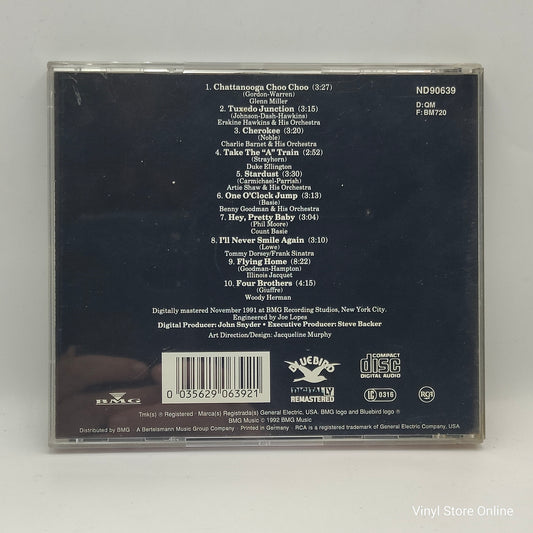 1. Chattanooga Choo Choo (3:27)
(Gordon-Warren)
Glenn Miller
2. Tuxedo Junction (3:15)
(Johnson-Dash-Hawkins)
Erskine Hawkins & His Orchestra
3. Cherokee (3:20)
(Noble)
Charlie Barnet & His Orchestra
4. Take The "A" Train (2:52)
(Strayhorn)
Duke Ellington
5. Stardust (3:30)
(Carmichael-Parrish)
Artie Shaw & His Orchestra
6. One O'Clock Jump (3:13)
(Basie)
Benny Goodman & His Orchestra
7. Hey, Pretty Baby (3:04)
(Phil Moore)
Count Basie
8. I'll Never Smile Again (3:10)
(Lowe)
Tommy Dorsey/Frank Sinatra
9. Flying Home (8:22)
(Goodman-Hampton)
Illinois Jacquet
10. Four Brothers (4:15)
(Giuffre)
Woody Herman
ND90639
D:QM
F:BM720
Digitally mastered November 1991 at BMG Recording Studios, New York City.
Engineered by Joe Lopes
Digital Producer: John Snyder • Executive Producer: Steve Backer
Art Direction/Design: Jacqueline Murphy
BMG
0 035629 063921
BLUEBIRD
DIGITALLY
REMASTERED
COMPACT
disc
DIGITAL AUDIO
LC 0316
RCA
Tmk(s) ® Registered • Marca(s) Registrada(s) General Electric, USA. BMG logo and Bluebird logo ®
BMG Music © 1992 BMG Music
Distributed by BMG • A Bertelsmann Music Group Company • Printed in Germany • RCA is a registered trademark of General Electric Company, USA
Vinyl Store Online